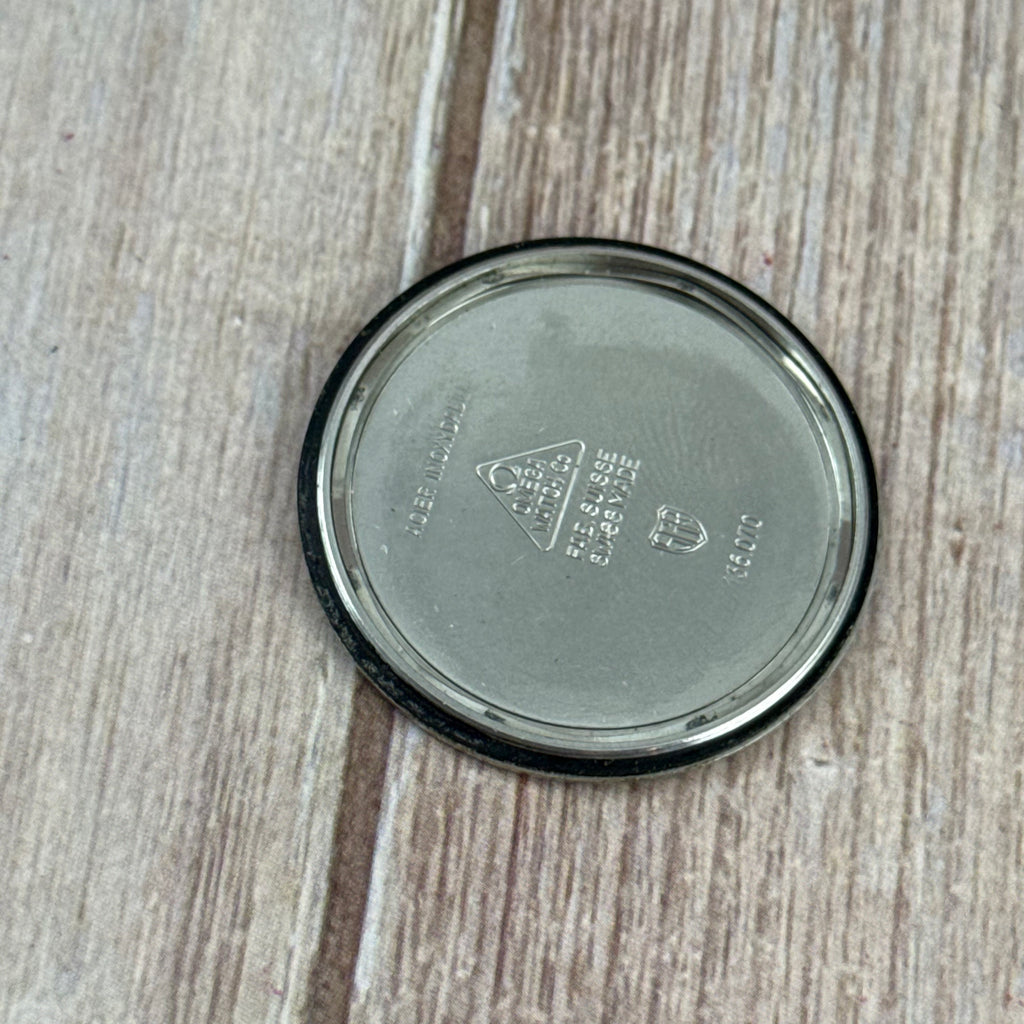 ACIER INOXYDABLE
Ω
OMEGA
WATCH Co
FAB. SUISSE
SWISS MADE
136.070